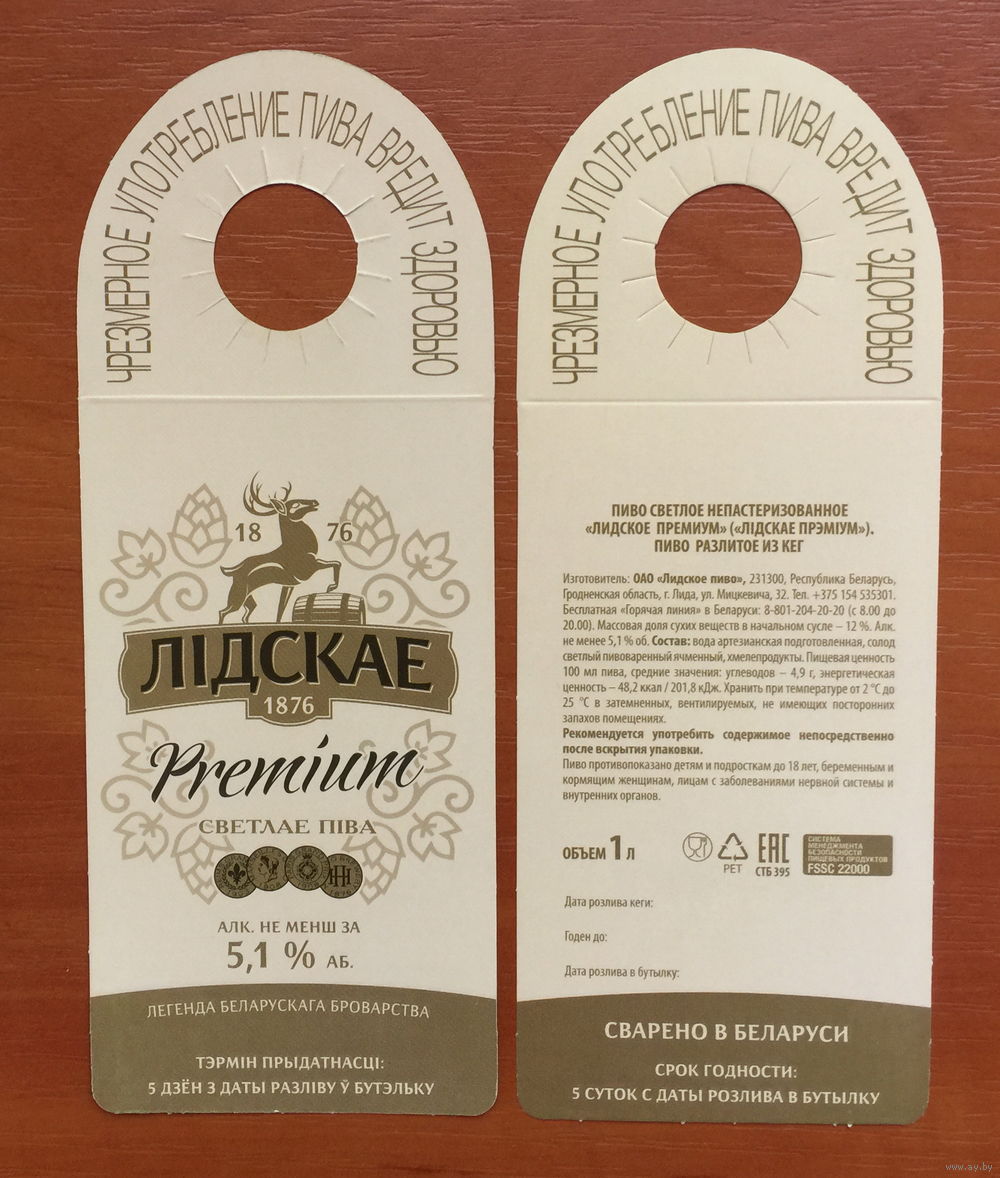 ЧРЕЗМЕРНОЕ УПОТРЕБЛЕНИЕ ПИВА ВРЕДИТ ЗДОРОВЬЮ
18 76
ЛІДСКАЕ
1876
Premium
СВЕТЛАЕ ПІВА
АЛК. НЕ МЕНШ ЗА
5,1 % АБ.
ЛЕГЕНДА БЕЛАРУСКАГА БРОВАРСТВА
ТЭРМІН ПРЫДАТНАСЦІ:
5 ДЗЁН З ДАТЫ РАЗЛІВУ Ў БУТЭЛЬКУ
ЧРЕЗМЕРНОЕ УПОТРЕБЛЕНИЕ ПИВА ВРЕДИТ ЗДОРОВЬЮ
ПИВО СВЕТЛОЕ НЕПАСТЕРИЗОВАННОЕ
«ЛИДСКОЕ ПРЕМИУМ» («ЛІДСКАЕ ПРЭМІУМ»).
ПИВО РАЗЛИТОЕ ИЗ КЕГ
Изготовитель: ОАО «Лидское пиво», 231300, Республика Беларусь,
Гродненская область, г. Лида, ул. Мицкевича, 32. Тел. +375 154 535301.
Бесплатная «Горячая линия» в Беларуси: 8-801-204-20-20 (с 8.00 до
20.00). Массовая доля сухих веществ в начальном сусле – 12 %. Алк.
не менее 5,1 % об. Состав: вода артезианская подготовленная, солод
светлый пивоваренный ячменный, хмелепродукты. Пищевая ценность
100 мл пива, средние значения: углеводов – 4,9 г, энергетическая
ценность – 48,2 ккал / 201,8 кДж. Хранить при температуре от 2 °С до
25 °С в затемненных, вентилируемых, не имеющих посторонних
запахов помещениях.
Рекомендуется употребить содержимое непосредственно
после вскрытия упаковки.
Пиво противопоказано детям и подросткам до 18 лет, беременным и
кормящим женщинам, лицам с заболеваниями нервной системы и
внутренних органов.
ОБЪЕМ 1 Л
PET
EAC
СТБ 395
СИСТЕМА
МЕНЕДЖМЕНТА
БЕЗОПАСНОСТИ
ПИЩЕВЫХ ПРОДУКТОВ
FSSC 22000
Дата розлива кеги:
Годен до:
Дата розлива в бутылку:
СВАРЕНО В БЕЛАРУСИ
СРОК ГОДНОСТИ:
5 СУТОК С ДАТЫ РОЗЛИВА В БУТЫЛКУ
www.ay.by